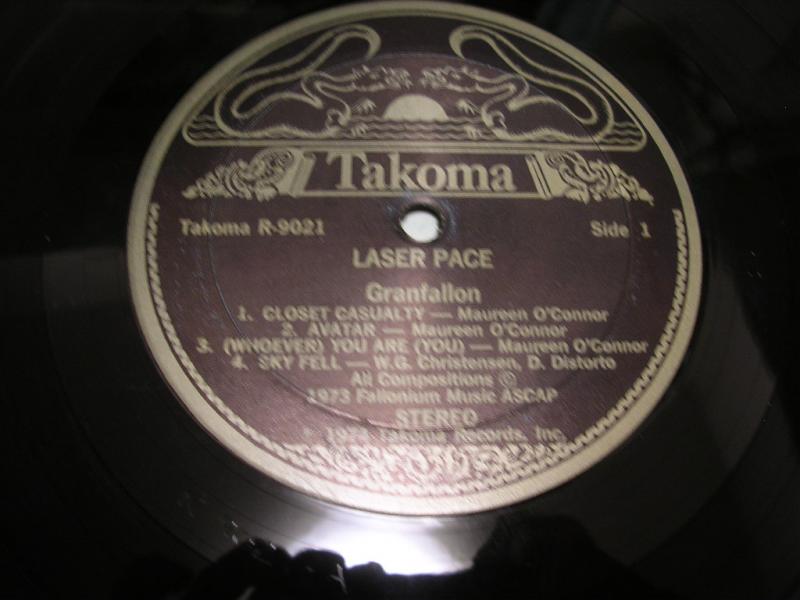 Takoma
Takoma R-9021 Side 1
LASER PACE
Granfallon
1. CLOSET CASUALTY — Maureen O'Connor
2. AVATAR — Maureen O'Connor
3. (WHOEVER) YOU ARE (YOU) — Maureen O'Connor
4. SKY FELL — W.G. Christensen, D. Distorto
All Compositions ©
1973 Fallonium Music ASCAP
STEREO
Takoma Records, Inc.